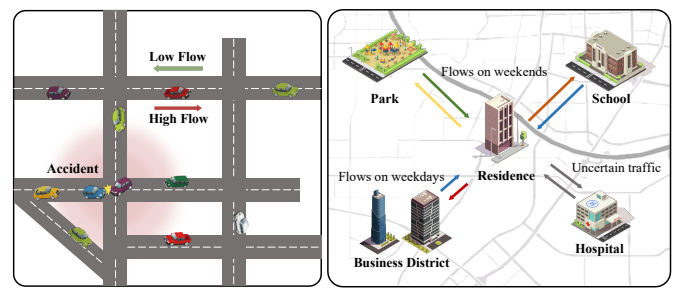 Low Flow
High Flow
Accident
Flows on weekends
Park
School
Residence
Uncertain traffic
Flows on weekdays
Hospital
Business District